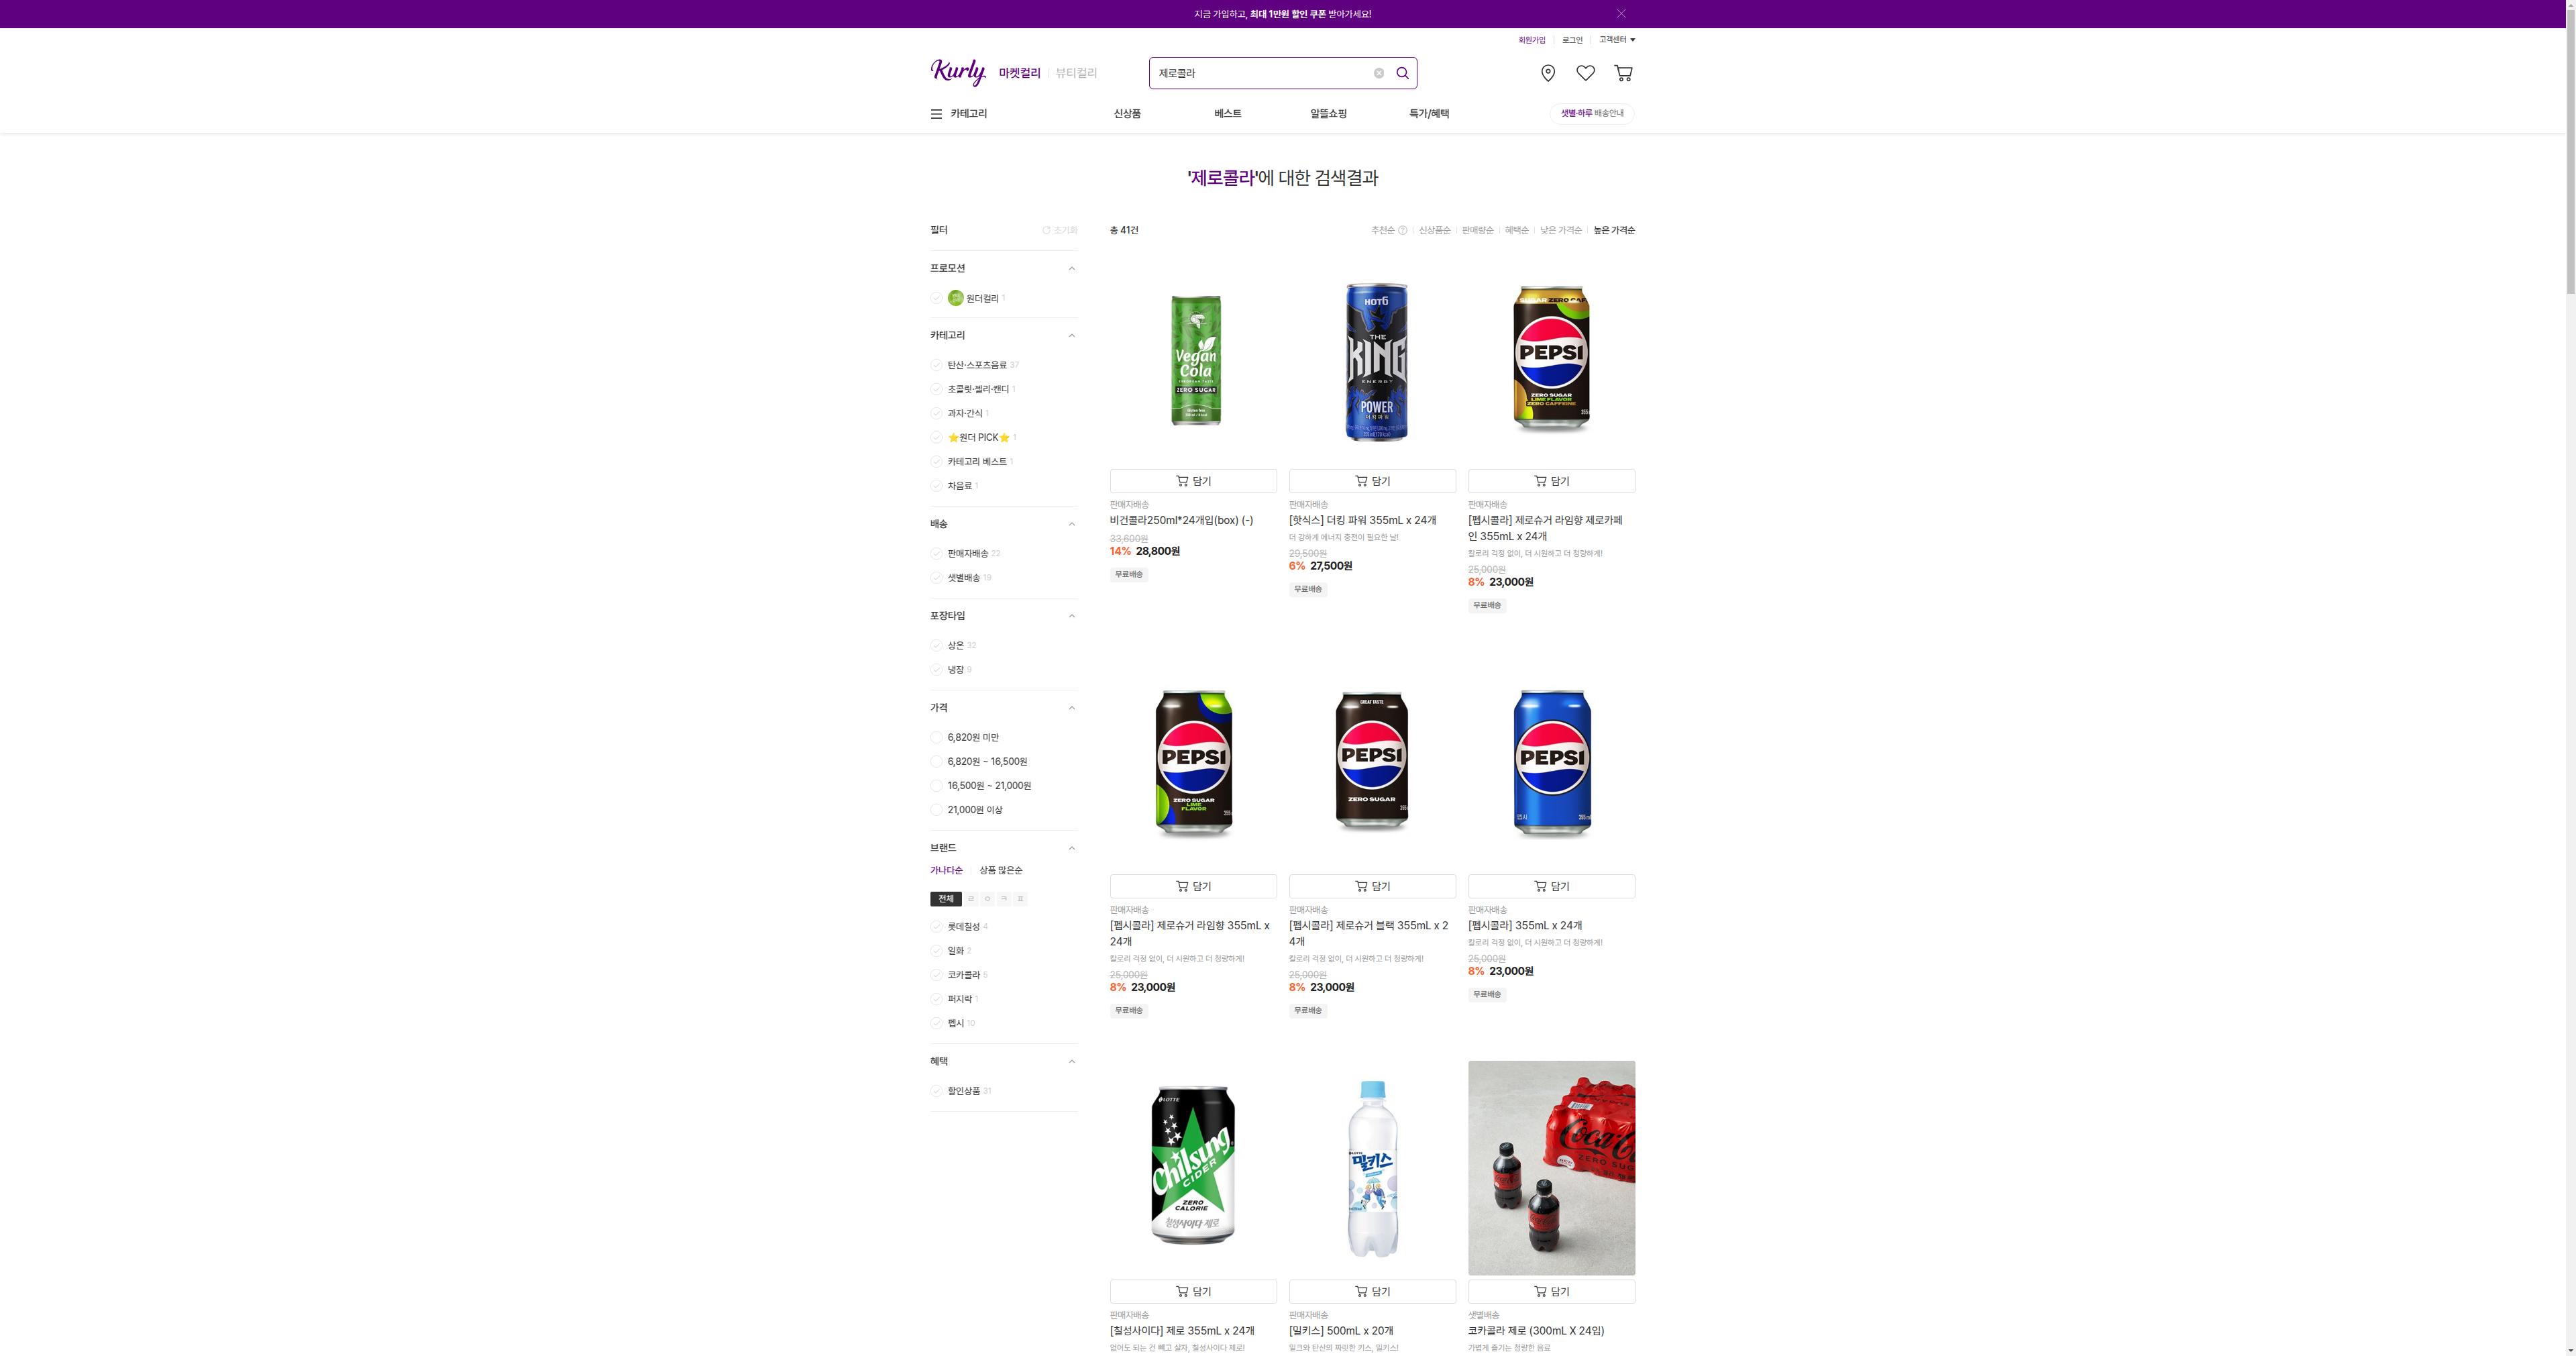 지금 가입하고, 최대 1만원 할인 쿠폰 받아가세요!
회원가입 로그인 고객센터
Kurly 마켓컬리 뷰티컬리 제로콜라
카테고리 신상품 베스트 알뜰쇼핑 특가/혜택 샛별·하루 배송안내
'제로콜라'에 대한 검색결과
필터 초기화
프로모션
원더컬리 1
카테고리
탄산·스포츠음료 37
초콜릿·젤리·캔디 1
과자·간식 1
⭐원더 PICK⭐ 1
카테고리 베스트 1
차음료 1
배송
판매자배송 22
샛별배송 19
포장타입
상온 32
냉장 9
가격
6,820원 미만
6,820원 ~ 16,500원
16,500원 ~ 21,000원
21,000원 이상
브랜드
가나다순 상품 많은순
전체 ㄹ ㅇ ㅋ ㅍ
롯데칠성 4
일화 2
코카콜라 5
퍼지락 1
펩시 10
혜택
할인상품 31
총 41건 추천순 신상품순 판매량순 혜택순 낮은 가격순 높은 가격순
Vegan
Cola
ZERO SUGAR
담기
판매자배송
비건콜라250ml*24개입(box) (-)
33,600원
14% 28,800원
무료배송
HOT6
THE
KING
ENERGY
POWER
더킹 파워
담기
판매자배송
[핫식스] 더킹 파워 355mL x 24개
더 강하게 에너지 충전이 필요한 날!
29,500원
6% 27,500원
무료배송
PEPSI
ZERO SUGAR
LIME FLAVOR
ZERO CAFFEINE
담기
판매자배송
[펩시콜라] 제로슈거 라임향 제로카페
인 355mL x 24개
칼로리 걱정 없이, 더 시원하고 더 청량하게!
25,000원
8% 23,000원
무료배송
PEPSI
ZERO SUGAR
LIME
FLAVOR
담기
판매자배송
[펩시콜라] 제로슈거 라임향 355mL x
24개
칼로리 걱정 없이, 더 시원하고 더 청량하게!
25,000원
8% 23,000원
무료배송
GREAT TASTE
PEPSI
ZERO SUGAR
담기
판매자배송
[펩시콜라] 제로슈거 블랙 355mL x 2
4개
칼로리 걱정 없이, 더 시원하고 더 청량하게!
25,000원
8% 23,000원
무료배송
PEPSI
펩시
담기
판매자배송
[펩시콜라] 355mL x 24개
칼로리 걱정 없이, 더 시원하고 더 청량하게!
25,000원
8% 23,000원
무료배송
LOTTE
Chilsung
CIDER
ZERO
CALORIE
칠성사이다 제로
담기
판매자배송
[칠성사이다] 제로 355mL x 24개
없어도 되는 건 빼고 살자, 칠성사이다 제로!
밀키스
담기
판매자배송
[밀키스] 500mL x 20개
밀크와 탄산의 짜릿한 키스, 밀키스!
Coca-C
ZERO SUG
담기
샛별배송
코카콜라 제로 (300mL X 24입)
가볍게 즐기는 청량한 음료